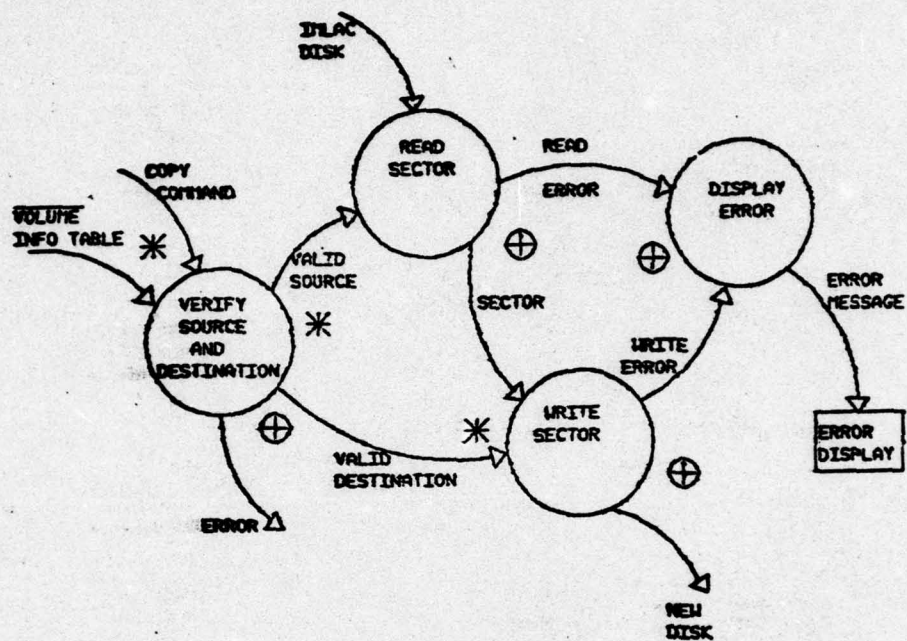 IMLAC
DISK
READ
SECTOR
READ
ERROR
DISPLAY
ERROR
COPY
COMMAND
VOLUME
INFO TABLE
VALID
SOURCE
VERIFY
SOURCE
AND
DESTINATION
SECTOR
WRITE
ERROR
ERROR
MESSAGE
WRITE
SECTOR
ERROR
DISPLAY
VALID
DESTINATION
ERROR
NEW
DISK